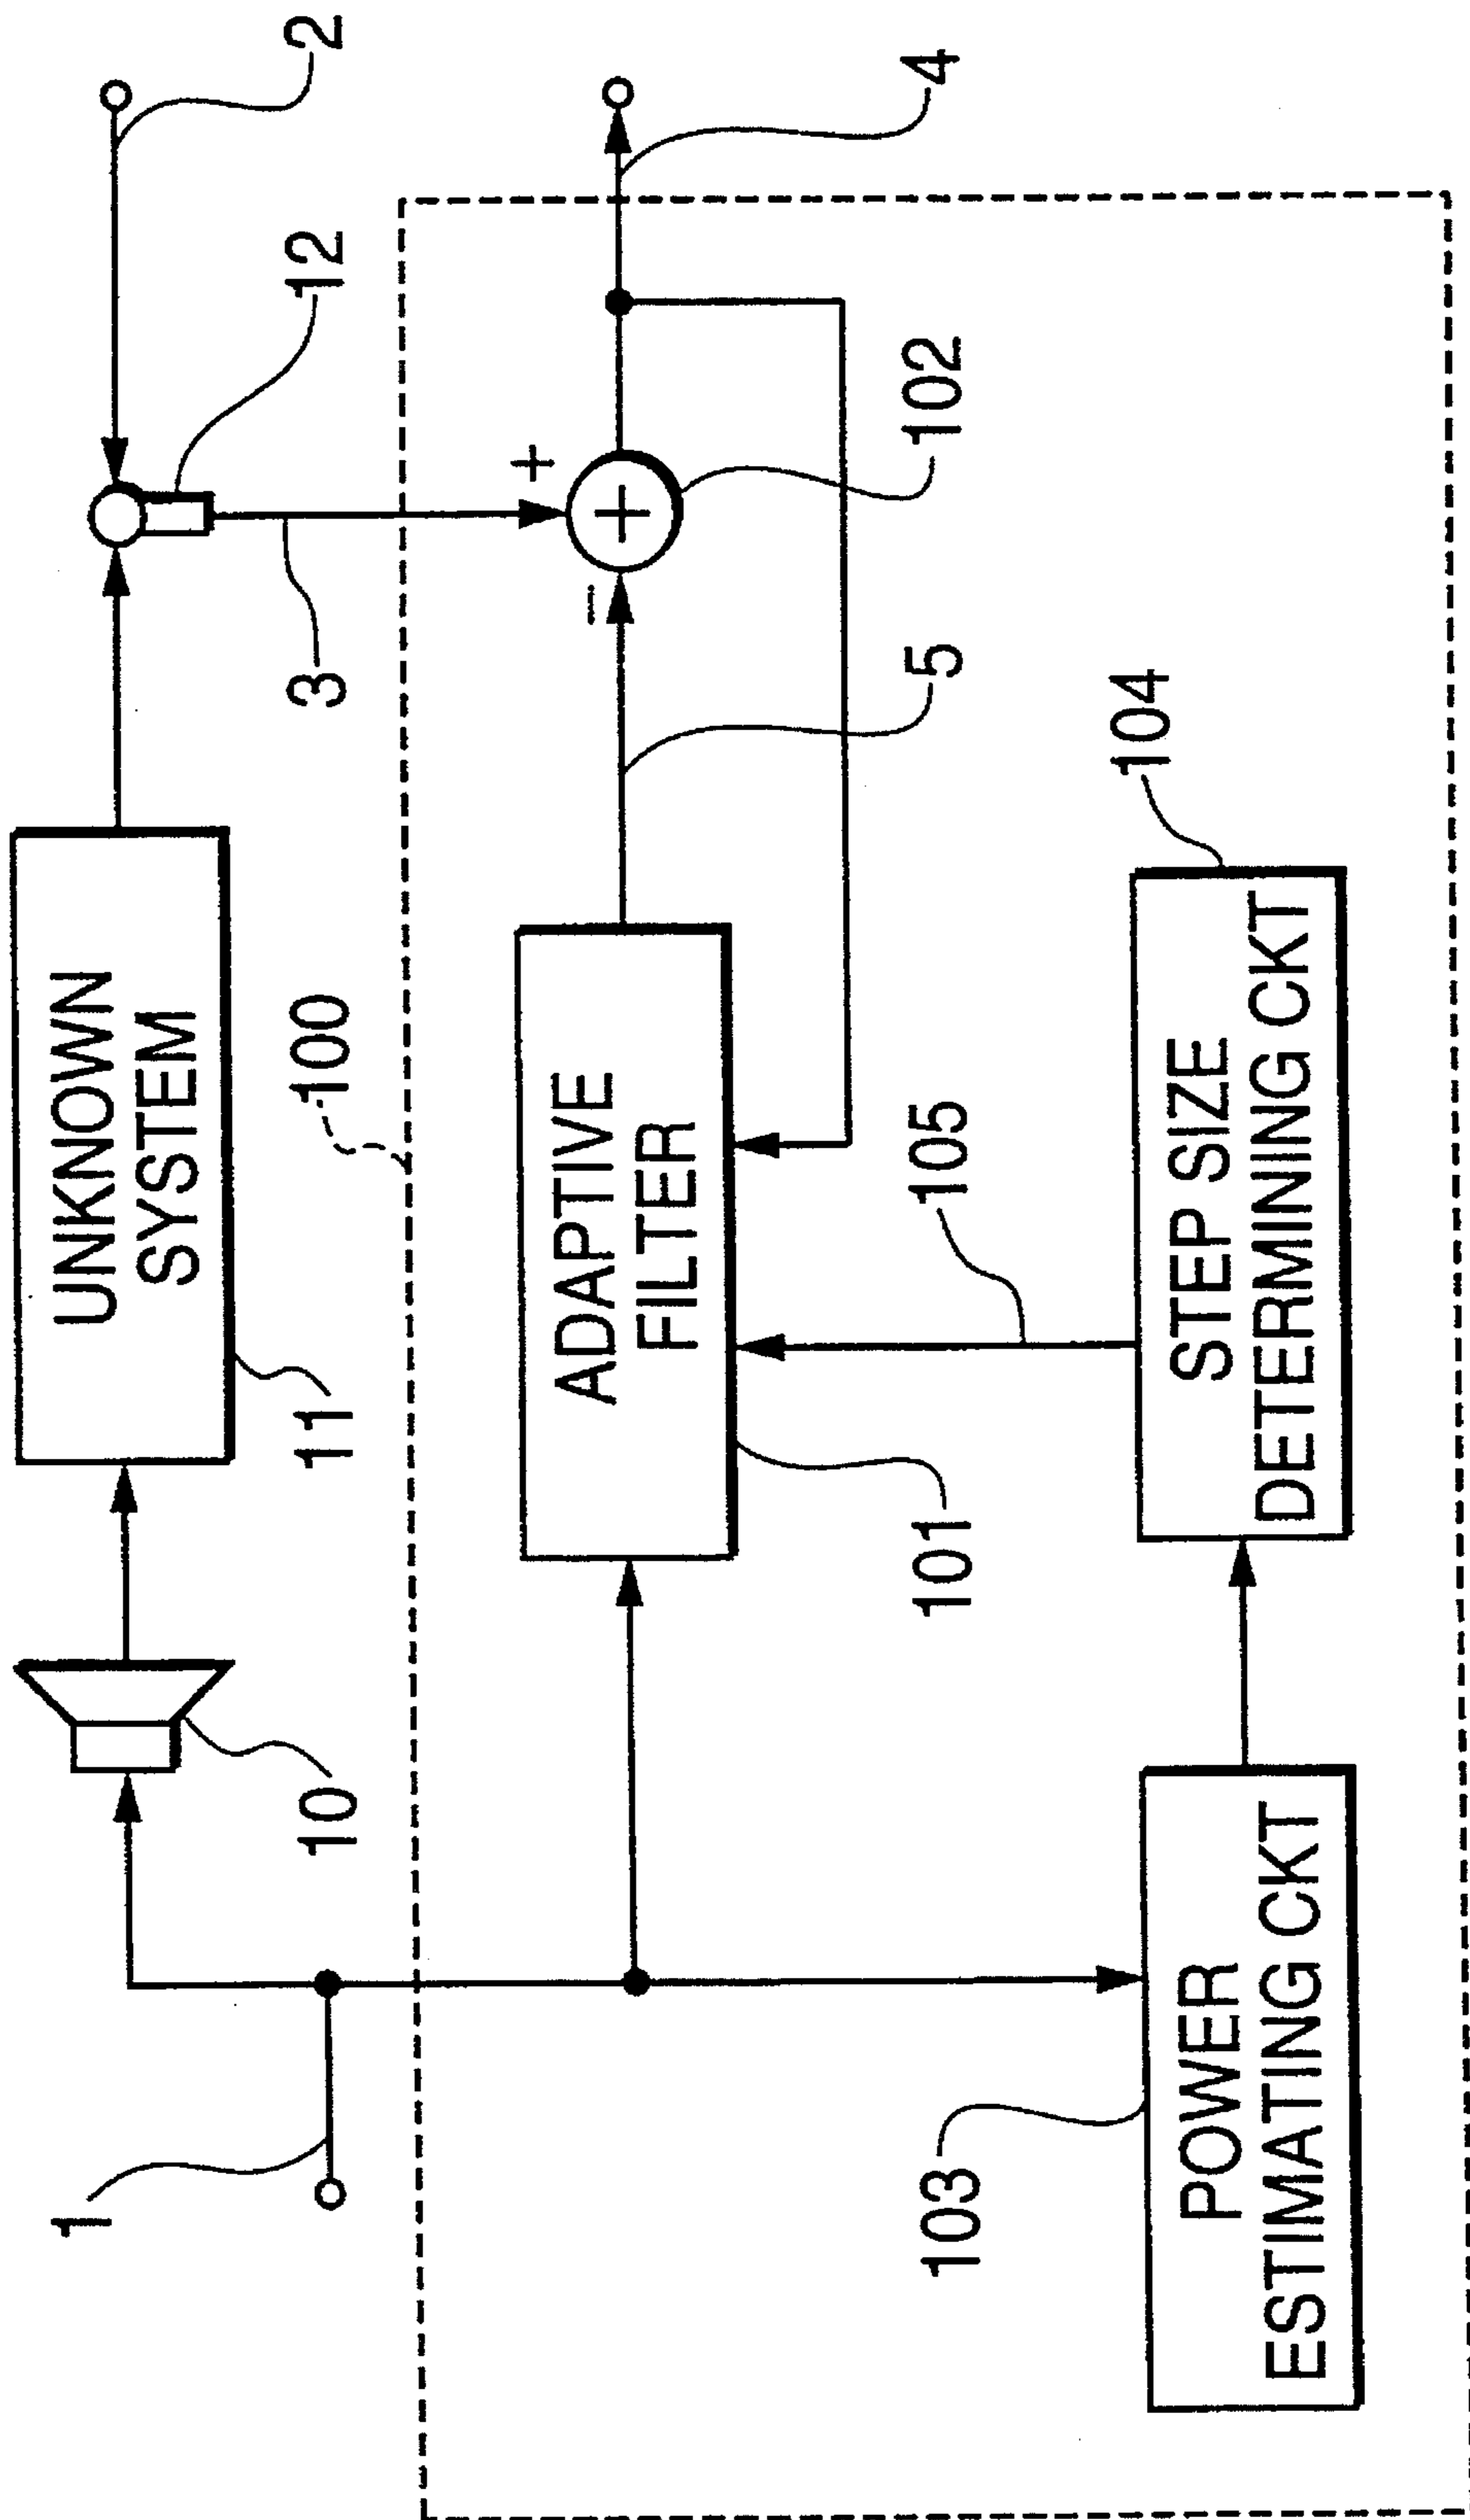 2
12
3
4
102
5
UNKNOWN
SYSTEM
11
100
ADAPTIVE
FILTER
101
104
105
STEP SIZE
DETERMINING CKT
10
1
103
POWER
ESTIMATING CKT
+
−
+